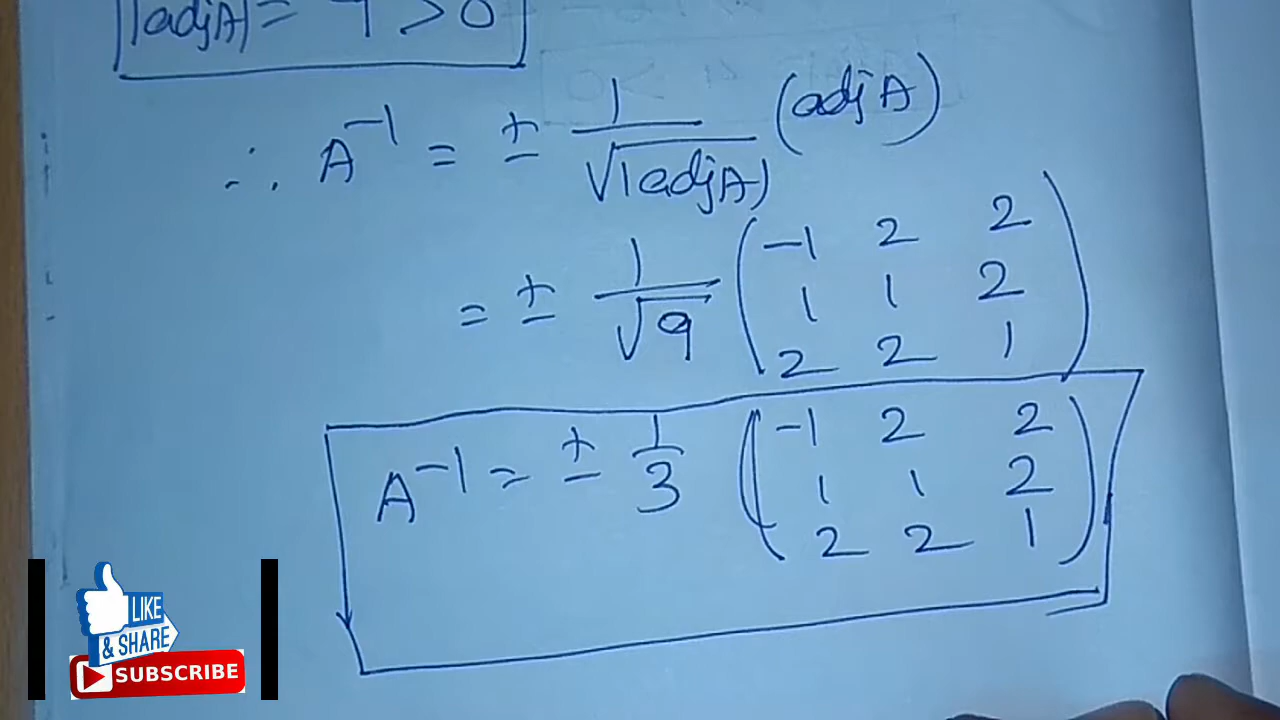 |adjA| = 9 > 0
∴ A⁻¹ = ± 1/√|adjA| (adj A)
= ± 1/√9 ( -1 2 2
1 1 2
2 2 1 )
A⁻¹ = ± 1/3 ( -1 2 2
1 1 2
2 2 1 )
LIKE
& SHARE
SUBSCRIBE